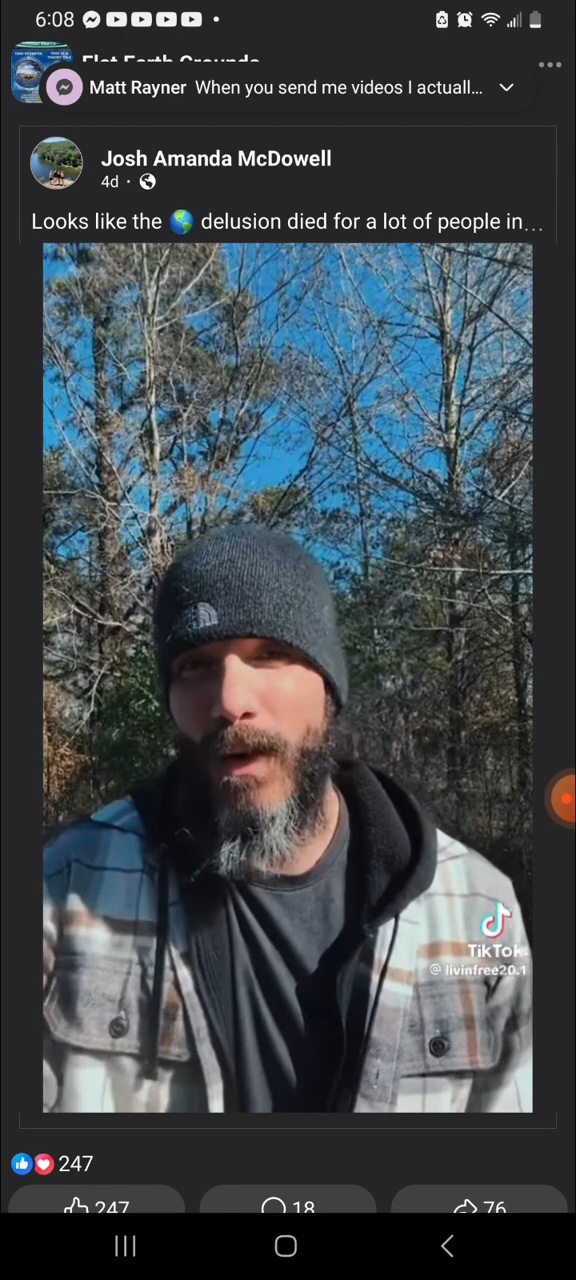 6:08
Matt Rayner When you send me videos I actuall...
Josh Amanda McDowell
4d
Looks like the 🌎 delusion died for a lot of people in...
TikTok
@livinfree20.1
247
247
18
76